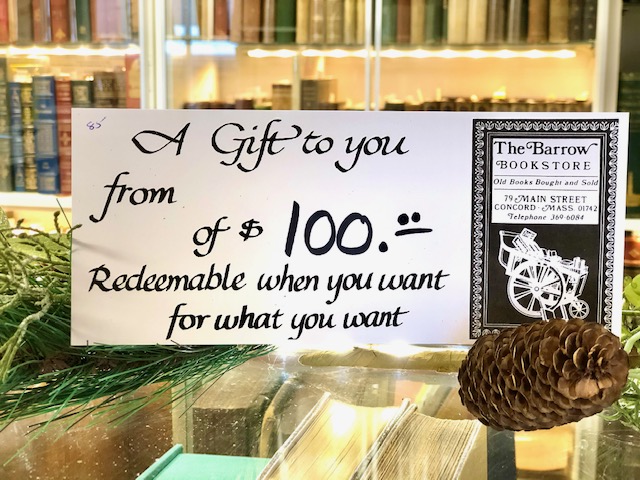 85
A Gift to you
from
of $ 100.=
Redeemable when you want
for what you want
The Barrow
BOOKSTORE
Old Books Bought and Sold
79 MAIN STREET
CONCORD · MASS. 01742
Telephone 369-6084